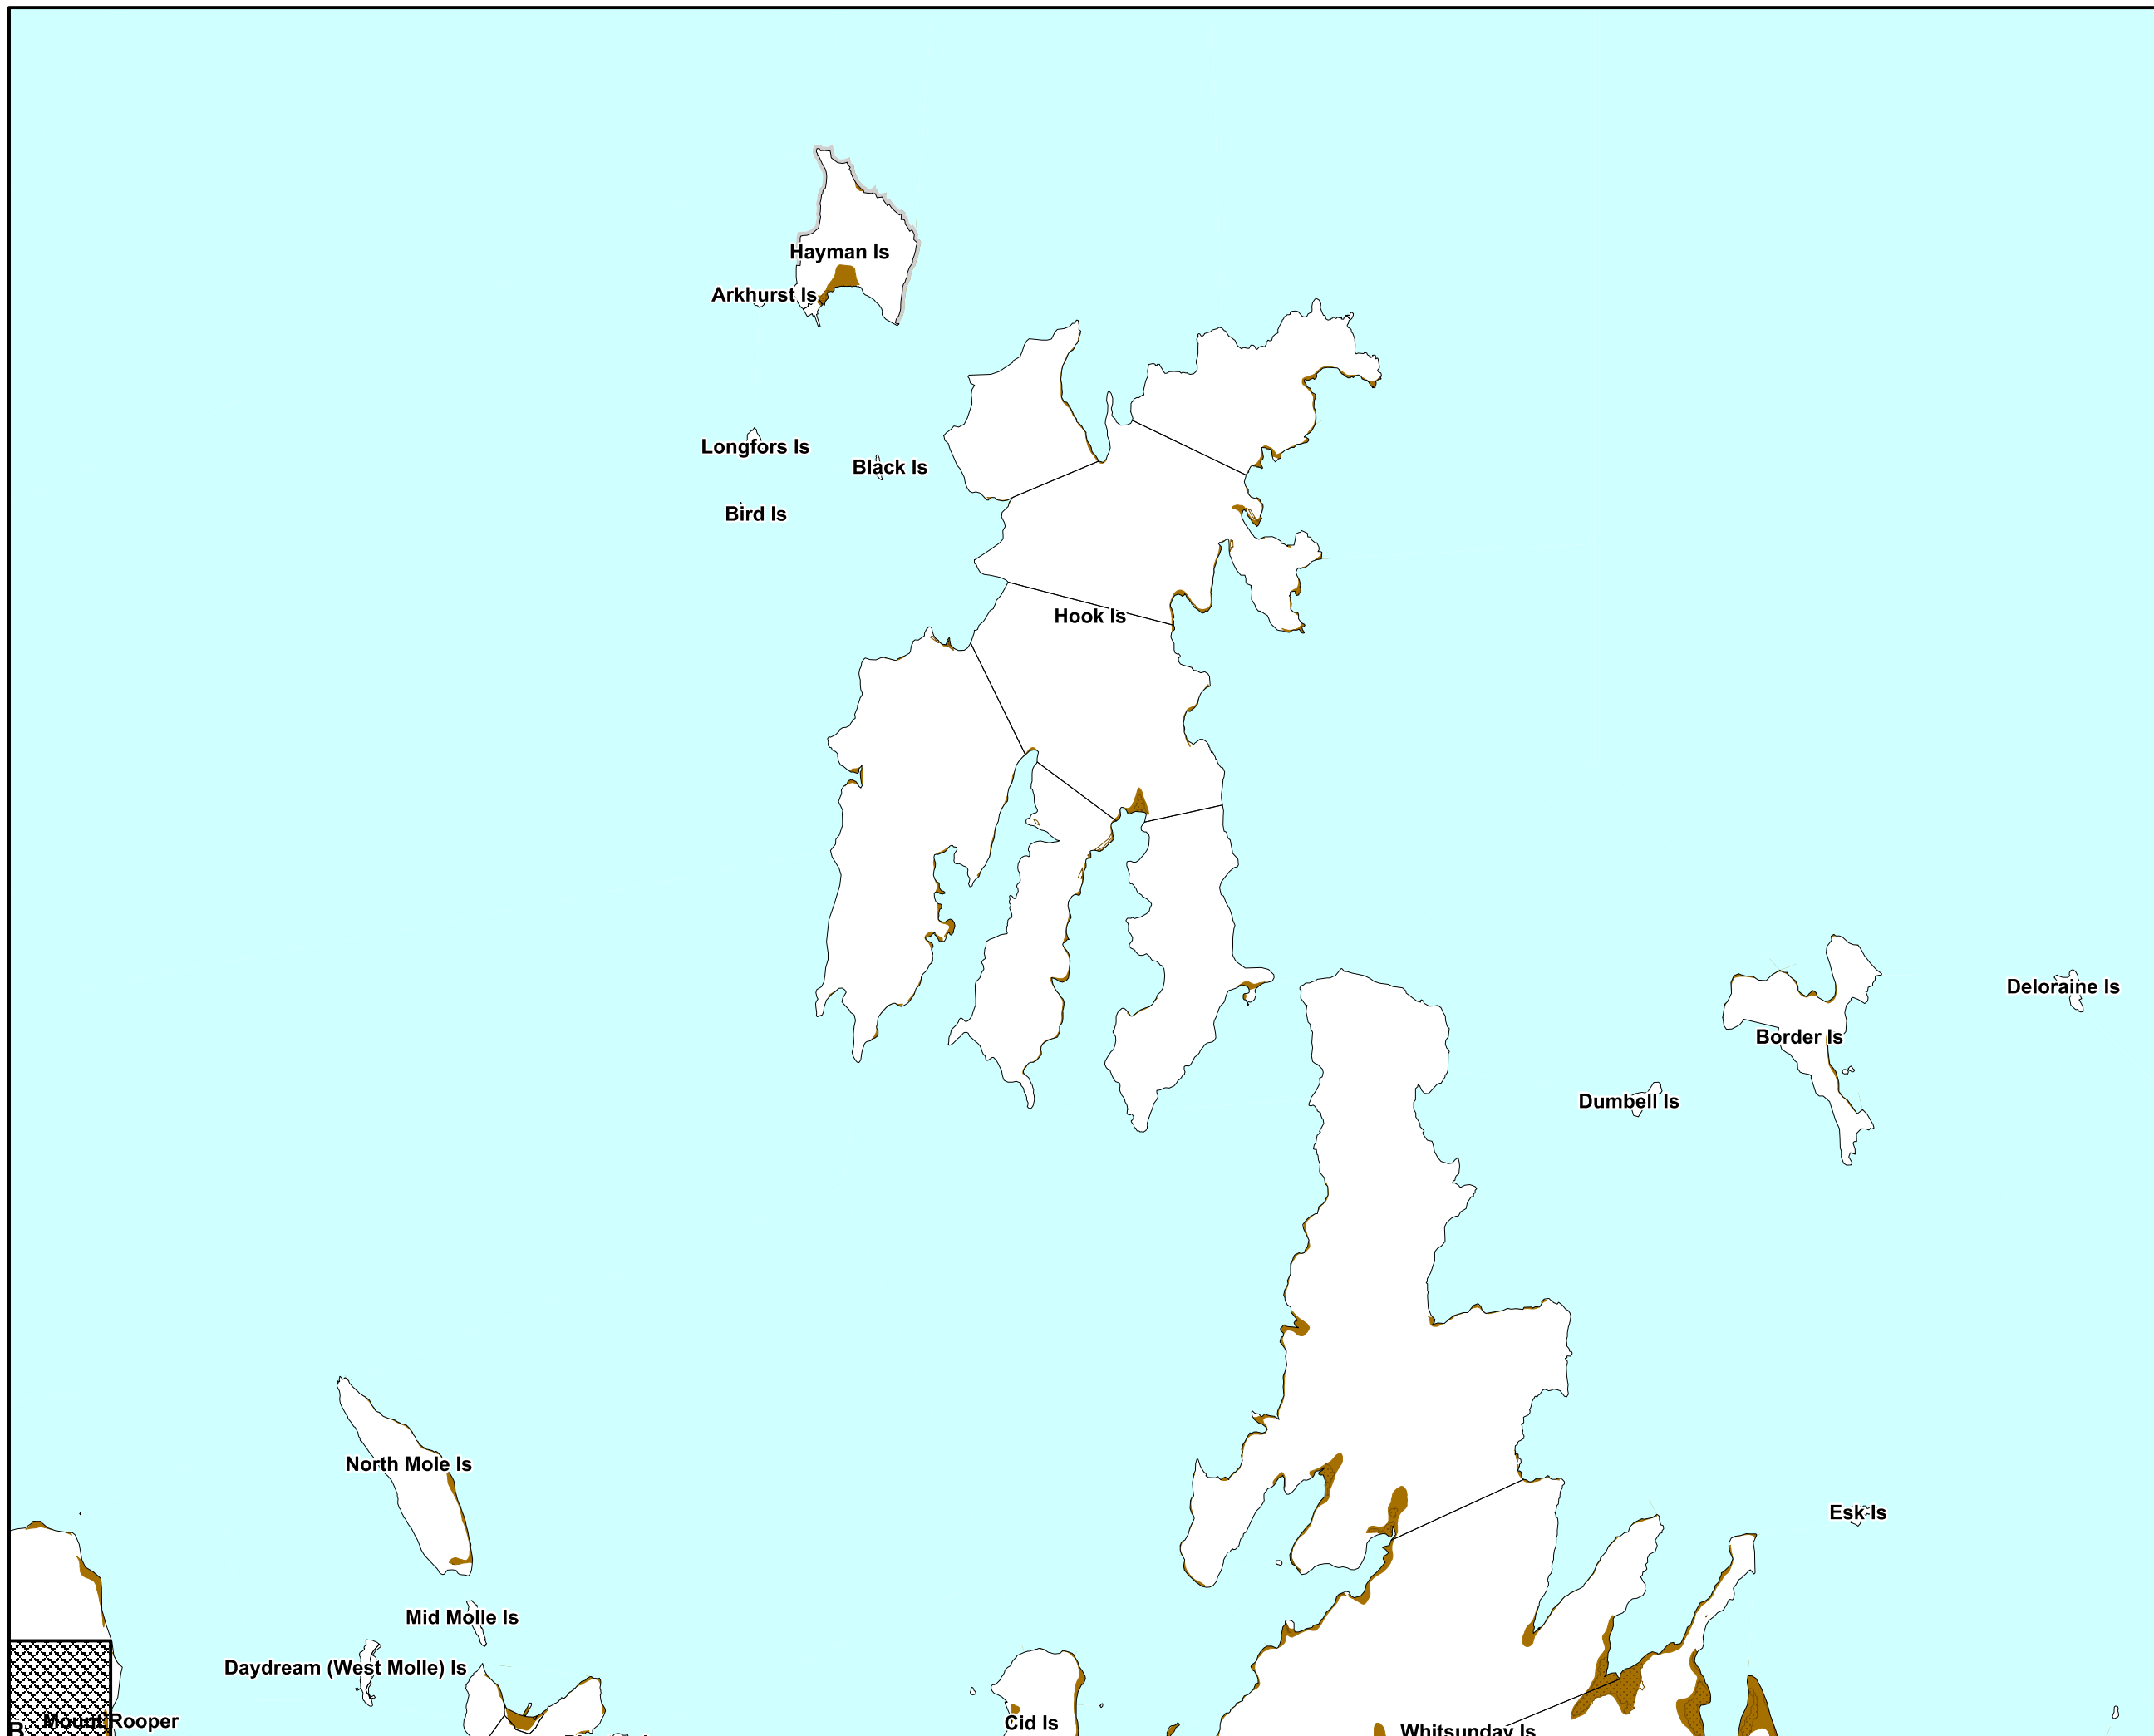 Hayman Is
Arkhurst Is
Longfors Is
Black Is
Bird Is
Hook Is
Deloraine Is
Border Is
Dumbell Is
North Mole Is
Esk Is
Mid Molle Is
Daydream (West Molle) Is
Mount Rooper
Cid Is
Whitsunday Is